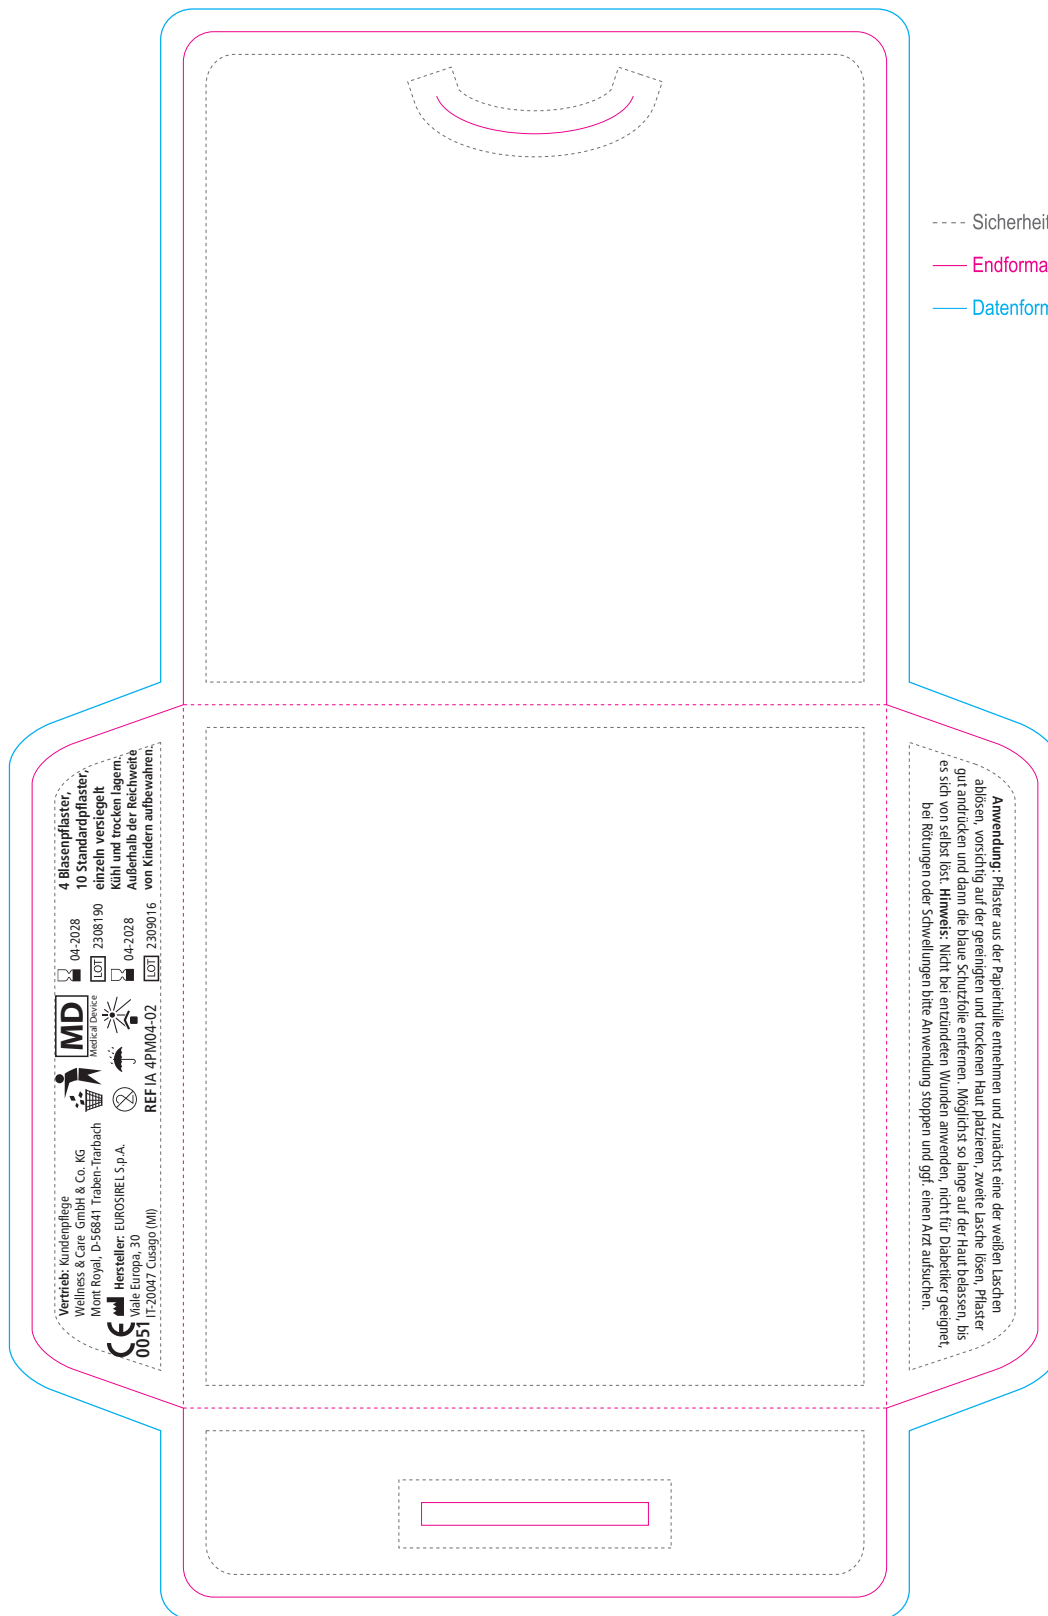 Sicherheit
Endforma
Datenform
4 Blasenpflaster,
10 Standardpflaster,
einzeln versiegelt
Kühl und trocken lagern.
Außerhalb der Reichweite
von Kindern aufbewahren.
04-2028
LOT 2308190
04-2028
LOT 2309016
MD
Medical Device
2
REF IA 4PM04-02
Vertrieb: Kundenpflege
Wellness & Care GmbH & Co. KG
Mont Royal, D-56841 Traben-Trarbach
Hersteller: EUROSIREL S.p.A.
Viale Europa, 30
IT-20047 Cusago (MI)
CE
0051
Anwendung: Pflaster aus der Papierhülle entnehmen und zunächst eine der weißen Laschen
ablösen, vorsichtig auf der gereinigten und trockenen Haut platzieren, zweite Lasche lösen, Pflaster
gut andrücken und dann die blaue Schutzfolie entfernen. Möglichst so lange auf der Haut belassen, bis
es sich von selbst löst. Hinweis: Nicht bei entzündeten Wunden anwenden, nicht für Diabetiker geeignet,
bei Rötungen oder Schwellungen bitte Anwendung stoppen und ggf. einen Arzt aufsuchen.